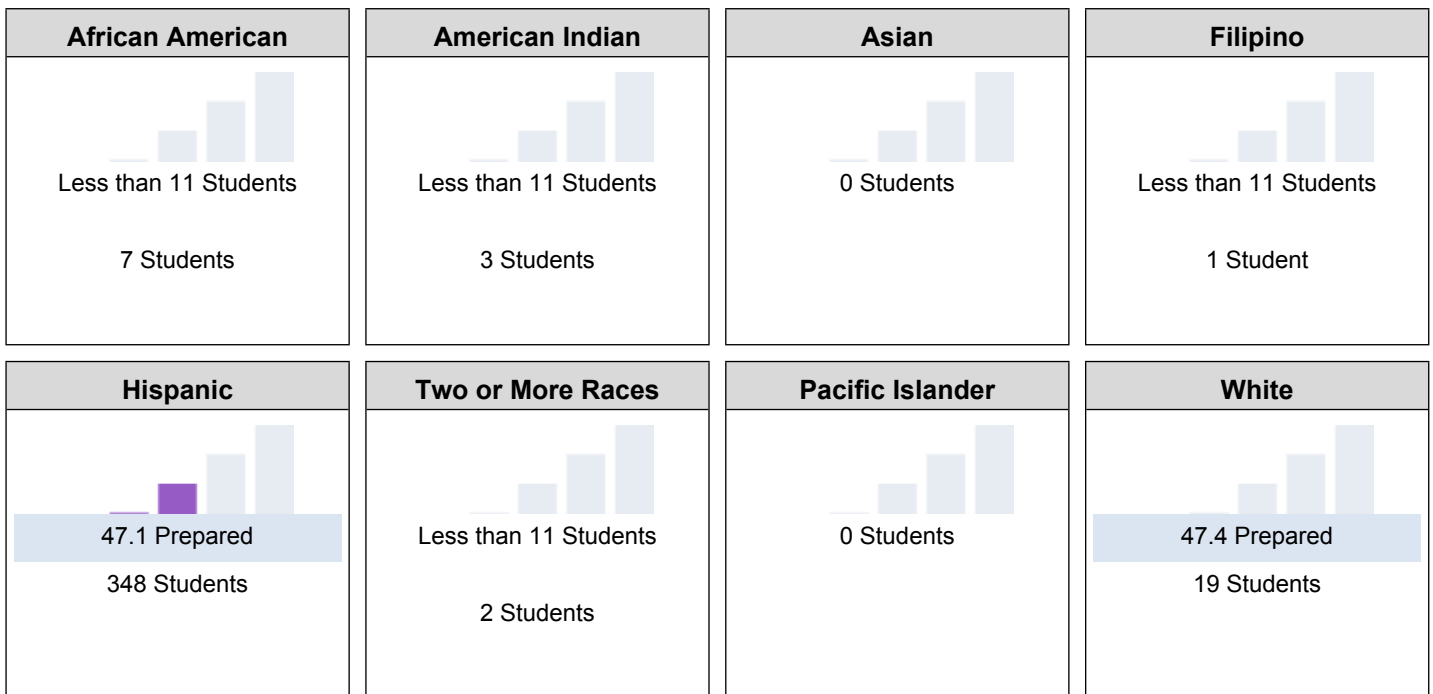 African American
Less than 11 Students
7 Students
American Indian
Less than 11 Students
3 Students
Asian
0 Students
Filipino
Less than 11 Students
1 Student
Hispanic
47.1 Prepared
348 Students
Two or More Races
Less than 11 Students
2 Students
Pacific Islander
0 Students
White
47.4 Prepared
19 Students